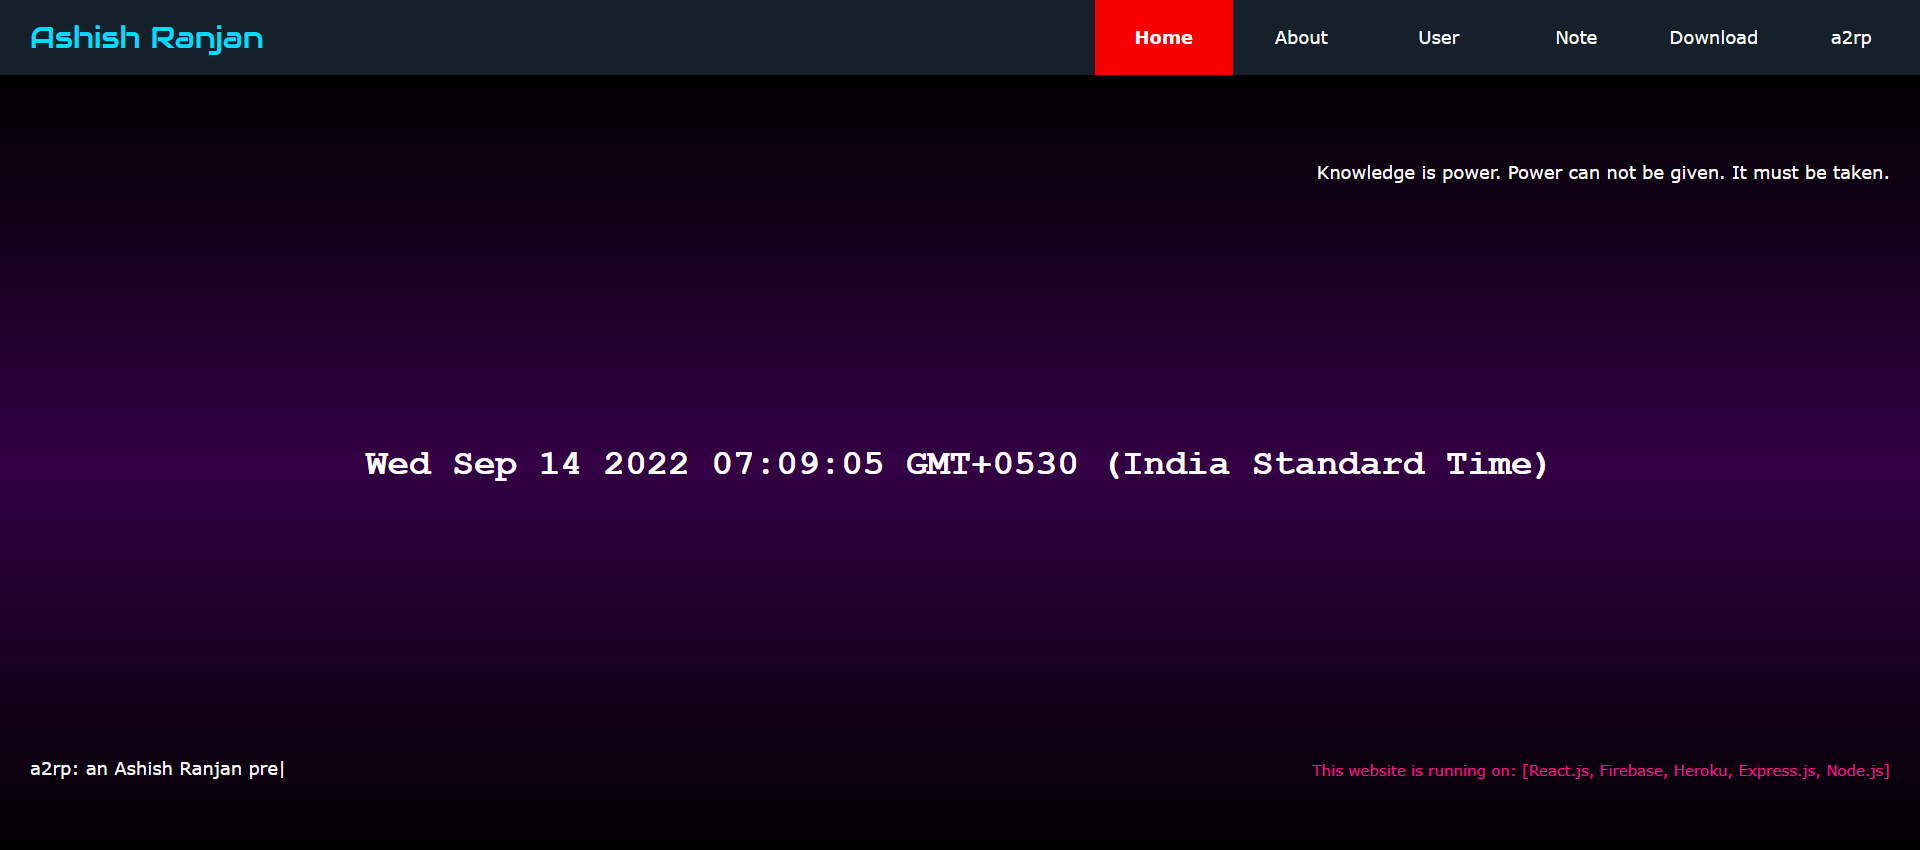 Ashish Ranjan
Home About User Note Download a2rp
Knowledge is power. Power can not be given. It must be taken.
Wed Sep 14 2022 07:09:05 GMT+0530 (India Standard Time)
a2rp: an Ashish Ranjan pre|
This website is running on: [React.js, Firebase, Heroku, Express.js, Node.js]